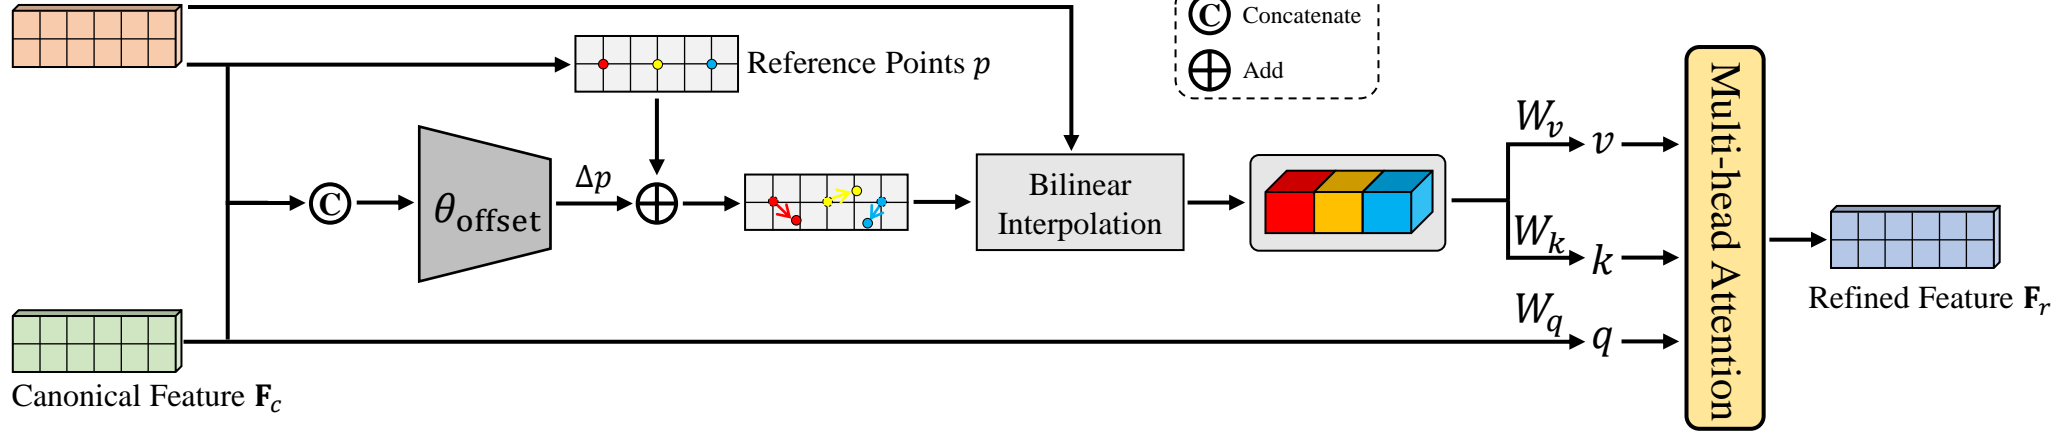 C Concatenate
Add
Reference Points p
θoffset
Δp
C
Bilinear
Interpolation
Wv v
Wk k
Wq q
Multi-head Attention
Refined Feature Fr
Canonical Feature Fc